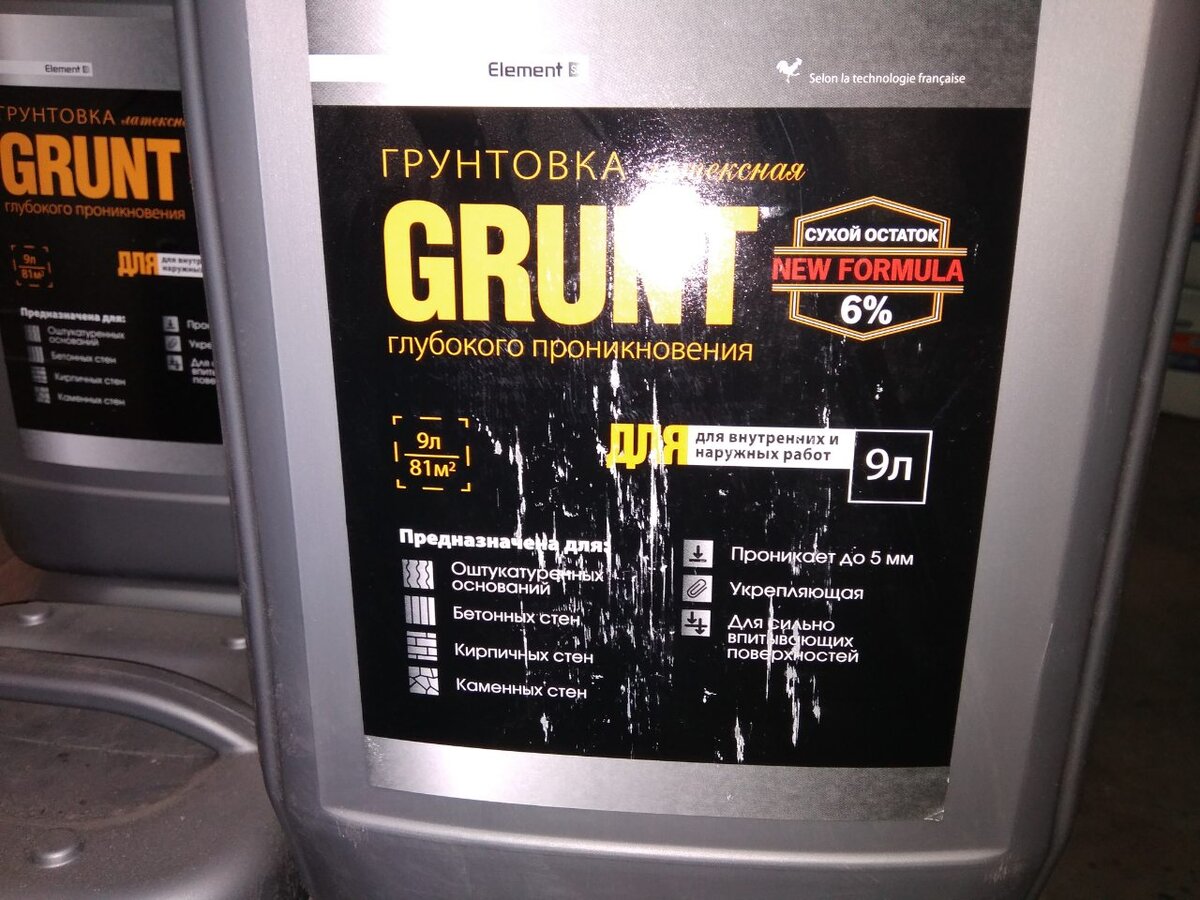 Element
Selon la technologie française
ГРУНТОВКА латексная
GRUNT
глубокого проникновения
СУХОЙ ОСТАТОК
NEW FORMULA
6%
9л
81м²
ДЛЯ
для внутренних и
наружных работ
9л
Предназначена для:
Оштукатуренных
оснований
Бетонных стен
Кирпичных стен
Каменных стен
Проникает до 5 мм
Укрепляющая
Для сильно
впитывающих
поверхностей
Element
ГРУНТОВКА
GRUNT
глубокого проникновения
9л
81м²
ДЛЯ
Предназначена для:
Оштукатуренных
оснований
Бетонных стен
Кирпичных стен
Каменных стен